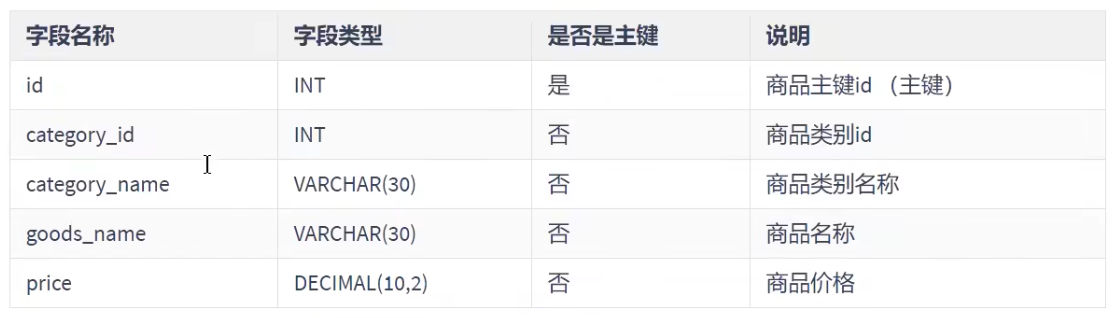 字段名称 字段类型 是否是主键 说明
id INT 是 商品主键id （主键）
category_id INT 否 商品类别id
category_name VARCHAR(30) 否 商品类别名称
goods_name VARCHAR(30) 否 商品名称
price DECIMAL(10,2) 否 商品价格